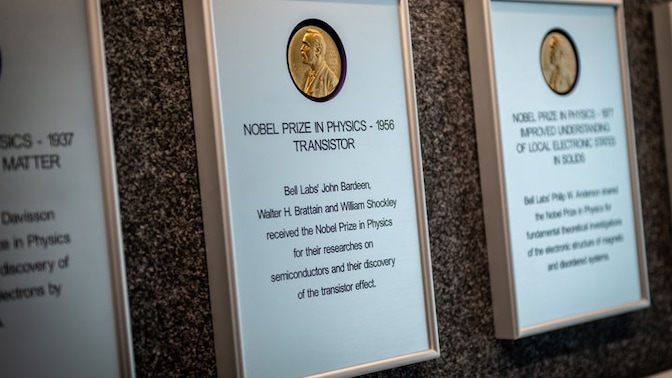 SICS - 1937
MATTER
Davisson
ze in Physics
discovery of
lectrons by
NOBEL PRIZE IN PHYSICS - 1956
TRANSISTOR
Bell Labs' John Bardeen,
Walter H. Brattain and William Shockley
received the Nobel Prize in Physics
for their researches on
semiconductors and their discovery
of the transistor effect.
NOBEL PRIZE IN PHYSICS - 1977
IMPROVED UNDERSTANDING
OF LOCAL ELECTRONIC STATES
IN SOLIDS
Bell Labs' Philip W. Anderson shared
the Nobel Prize in Physics for
fundamental theoretical investigations
of the electronic structure of magnetic
and disordered systems